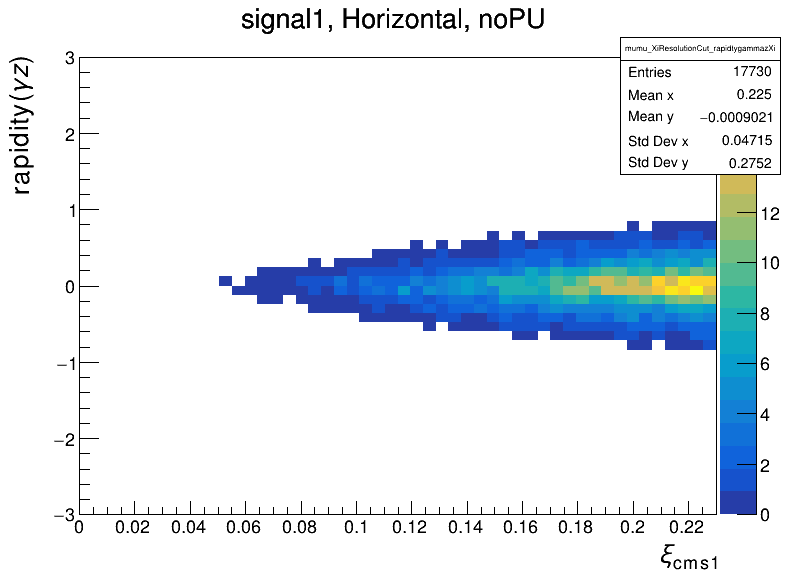 signal1, Horizontal, noPU
mumu_XiResolutionCut_rapidtygammazXi
Entries 17730
Mean x 0.225
Mean y −0.0009021
Std Dev x 0.04715
Std Dev y 0.2752
rapidity(γz)
3
2
1
0
−1
−2
−3
12
10
8
6
4
2
0
0 0.02 0.04 0.06 0.08 0.1 0.12 0.14 0.16 0.18 0.2 0.22
ξcms1